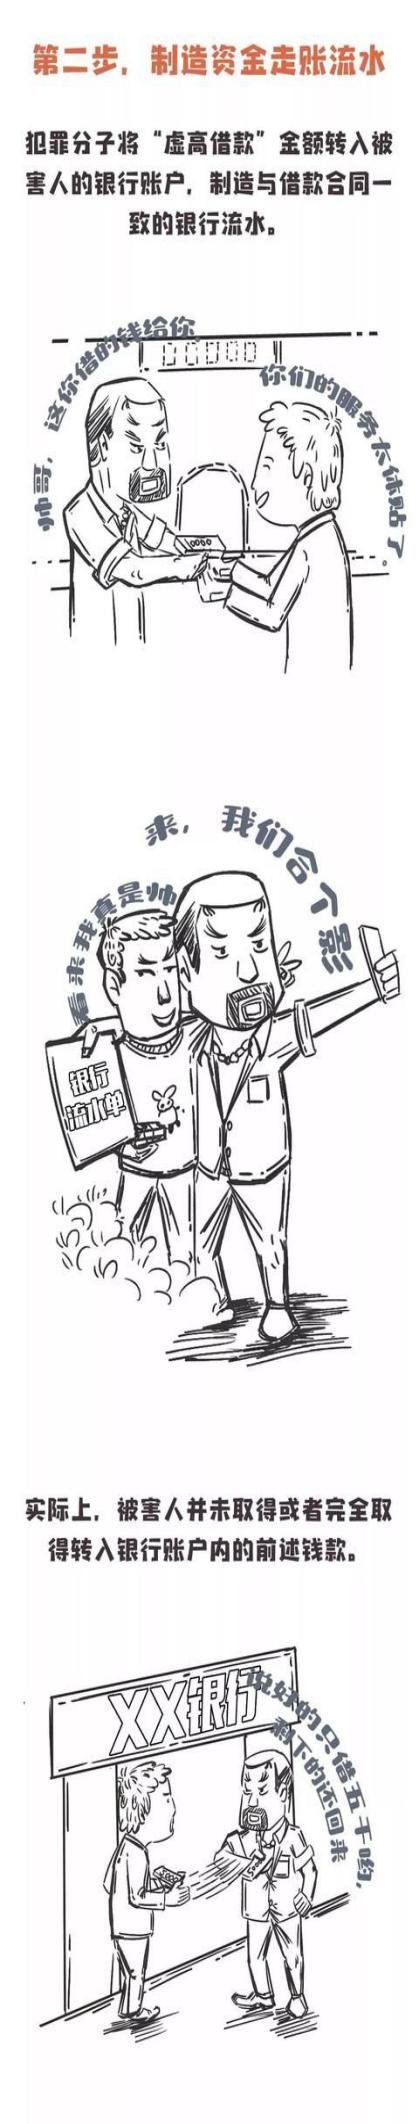 第二步，制造资金走账流水
犯罪分子将“虚高借款”金额转入被
害人的银行账户，制造与借款合同一
致的银行流水。
帅哥，这你借的钱给你
你们的服务太体贴了。
来，我们合个影
看来我真是帅
银行
流水单
实际上，被害人并未取得或者完全取
得转入银行账户内的前述钱款。
XX银行
说好的只借五千哟，
剩下的还回来